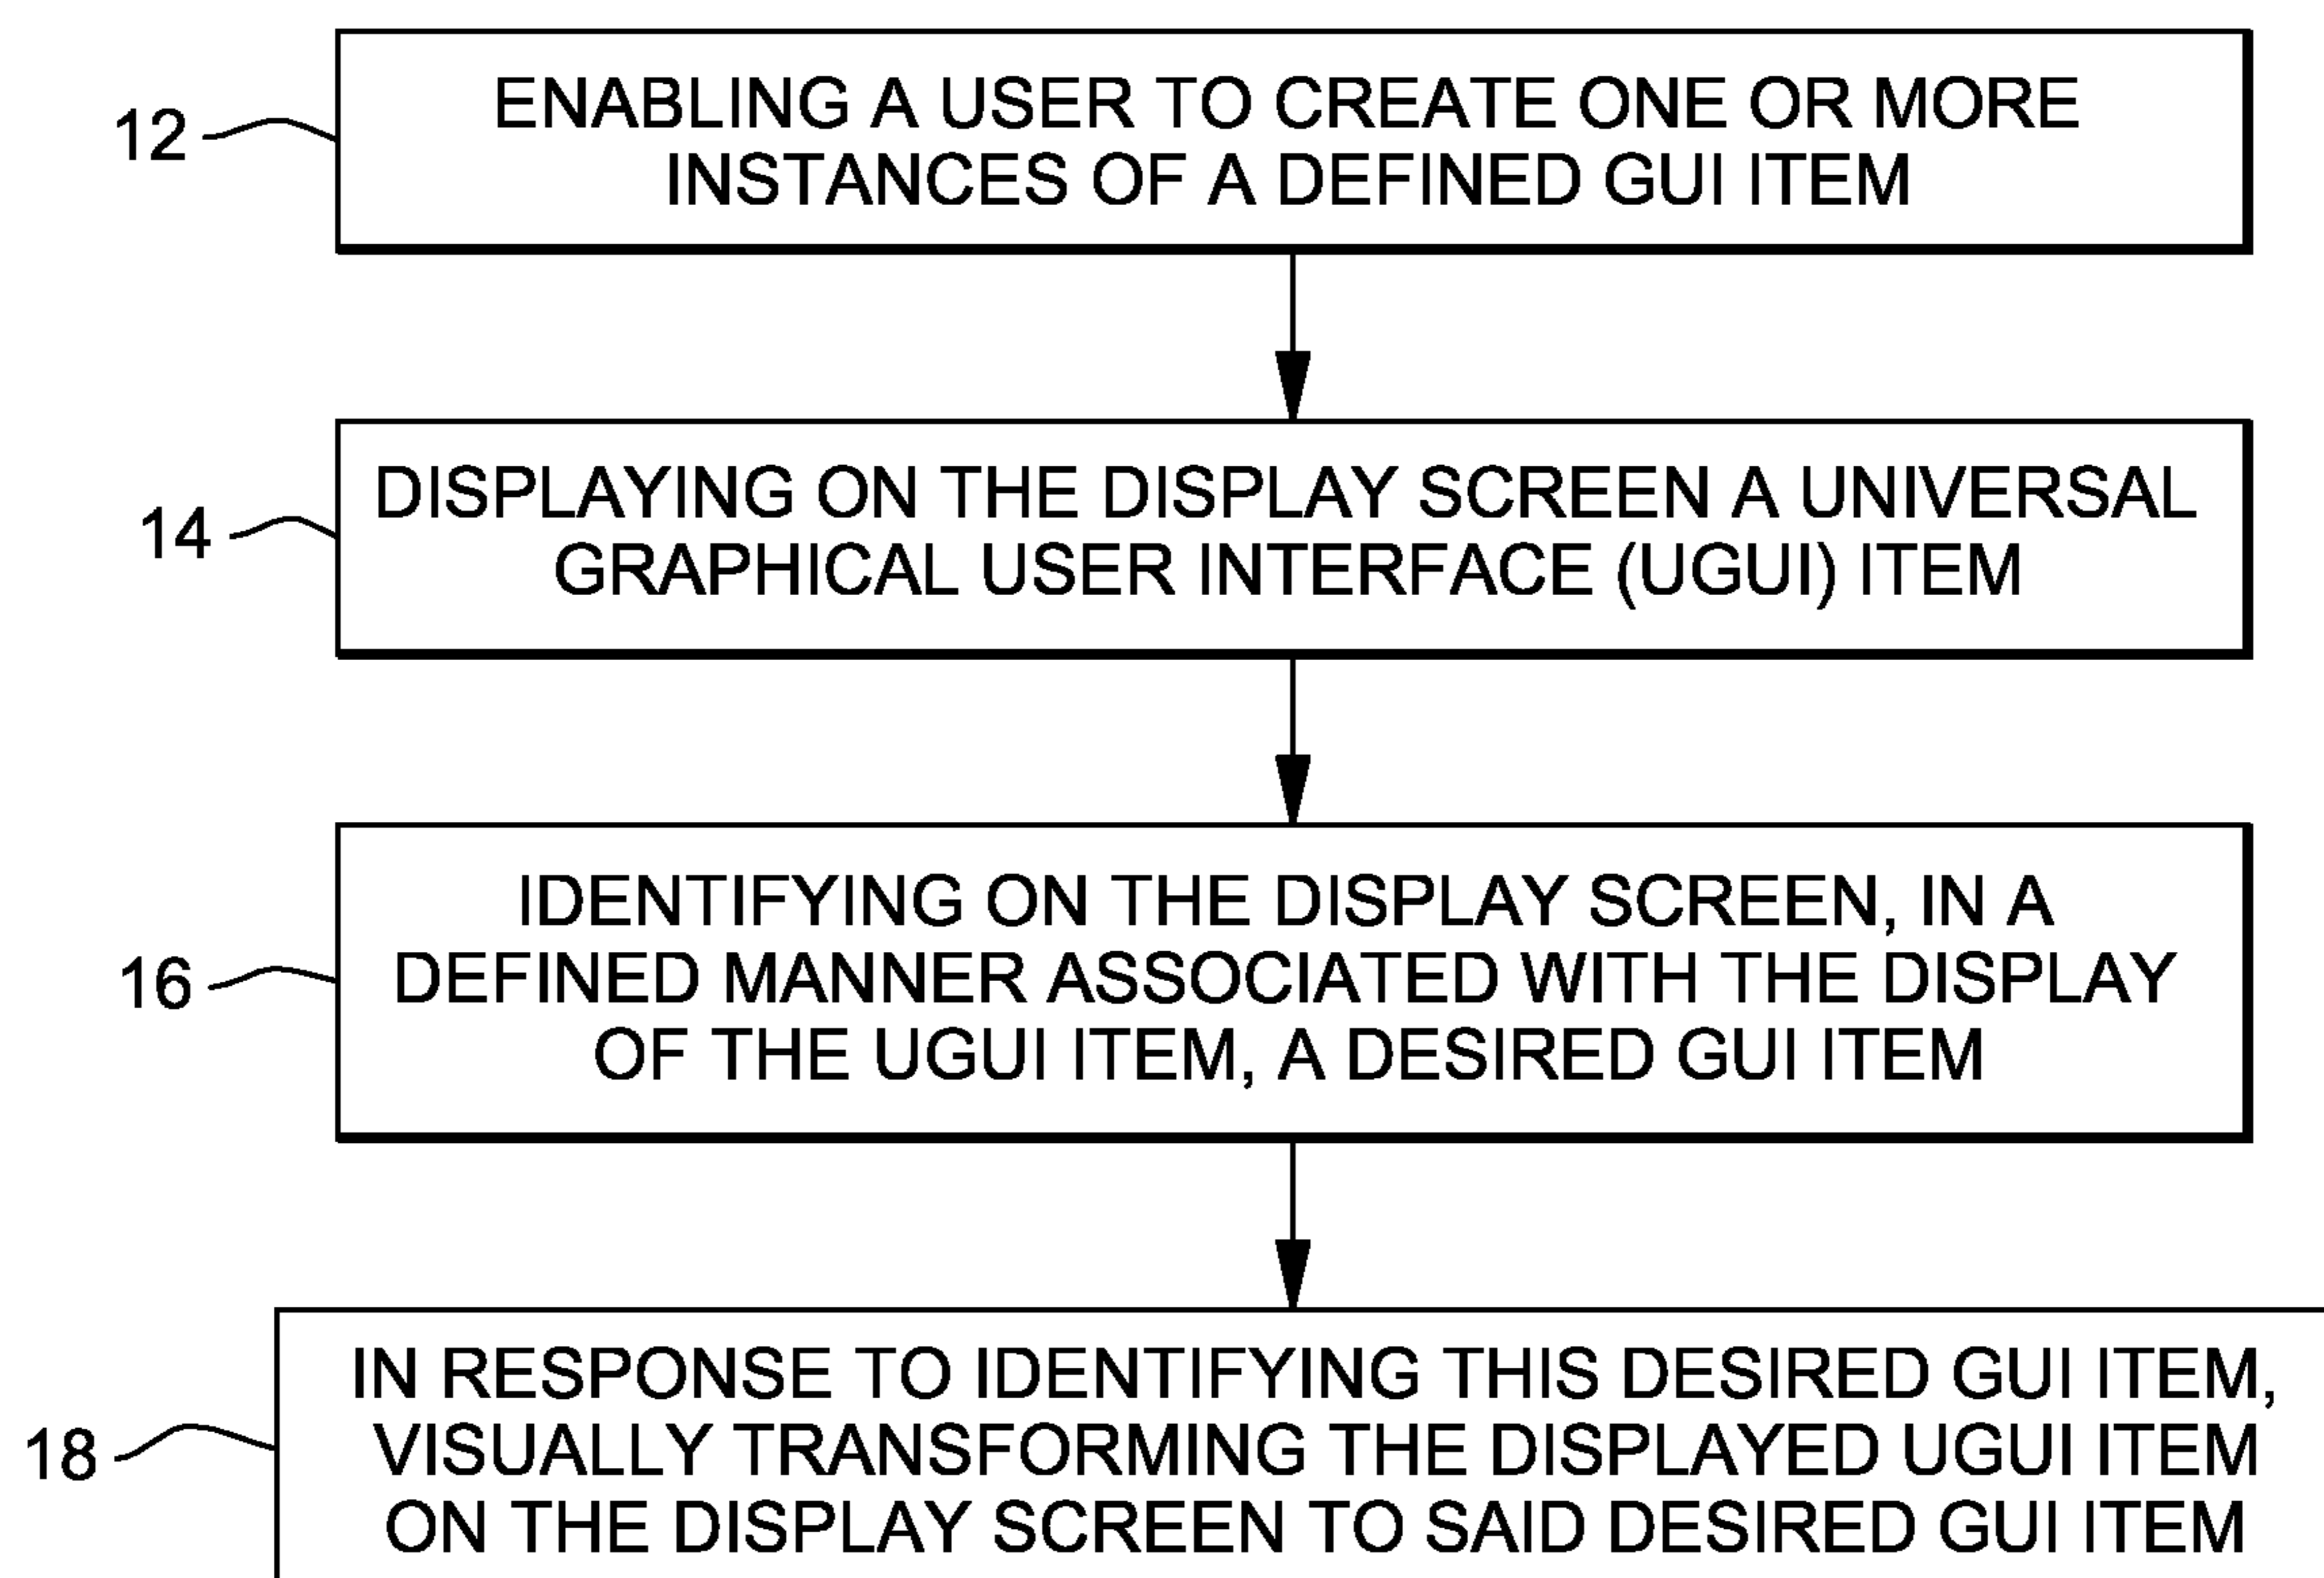 12
ENABLING A USER TO CREATE ONE OR MORE
INSTANCES OF A DEFINED GUI ITEM
14
DISPLAYING ON THE DISPLAY SCREEN A UNIVERSAL
GRAPHICAL USER INTERFACE (UGUI) ITEM
16
IDENTIFYING ON THE DISPLAY SCREEN, IN A
DEFINED MANNER ASSOCIATED WITH THE DISPLAY
OF THE UGUI ITEM, A DESIRED GUI ITEM
18
IN RESPONSE TO IDENTIFYING THIS DESIRED GUI ITEM,
VISUALLY TRANSFORMING THE DISPLAYED UGUI ITEM
ON THE DISPLAY SCREEN TO SAID DESIRED GUI ITEM